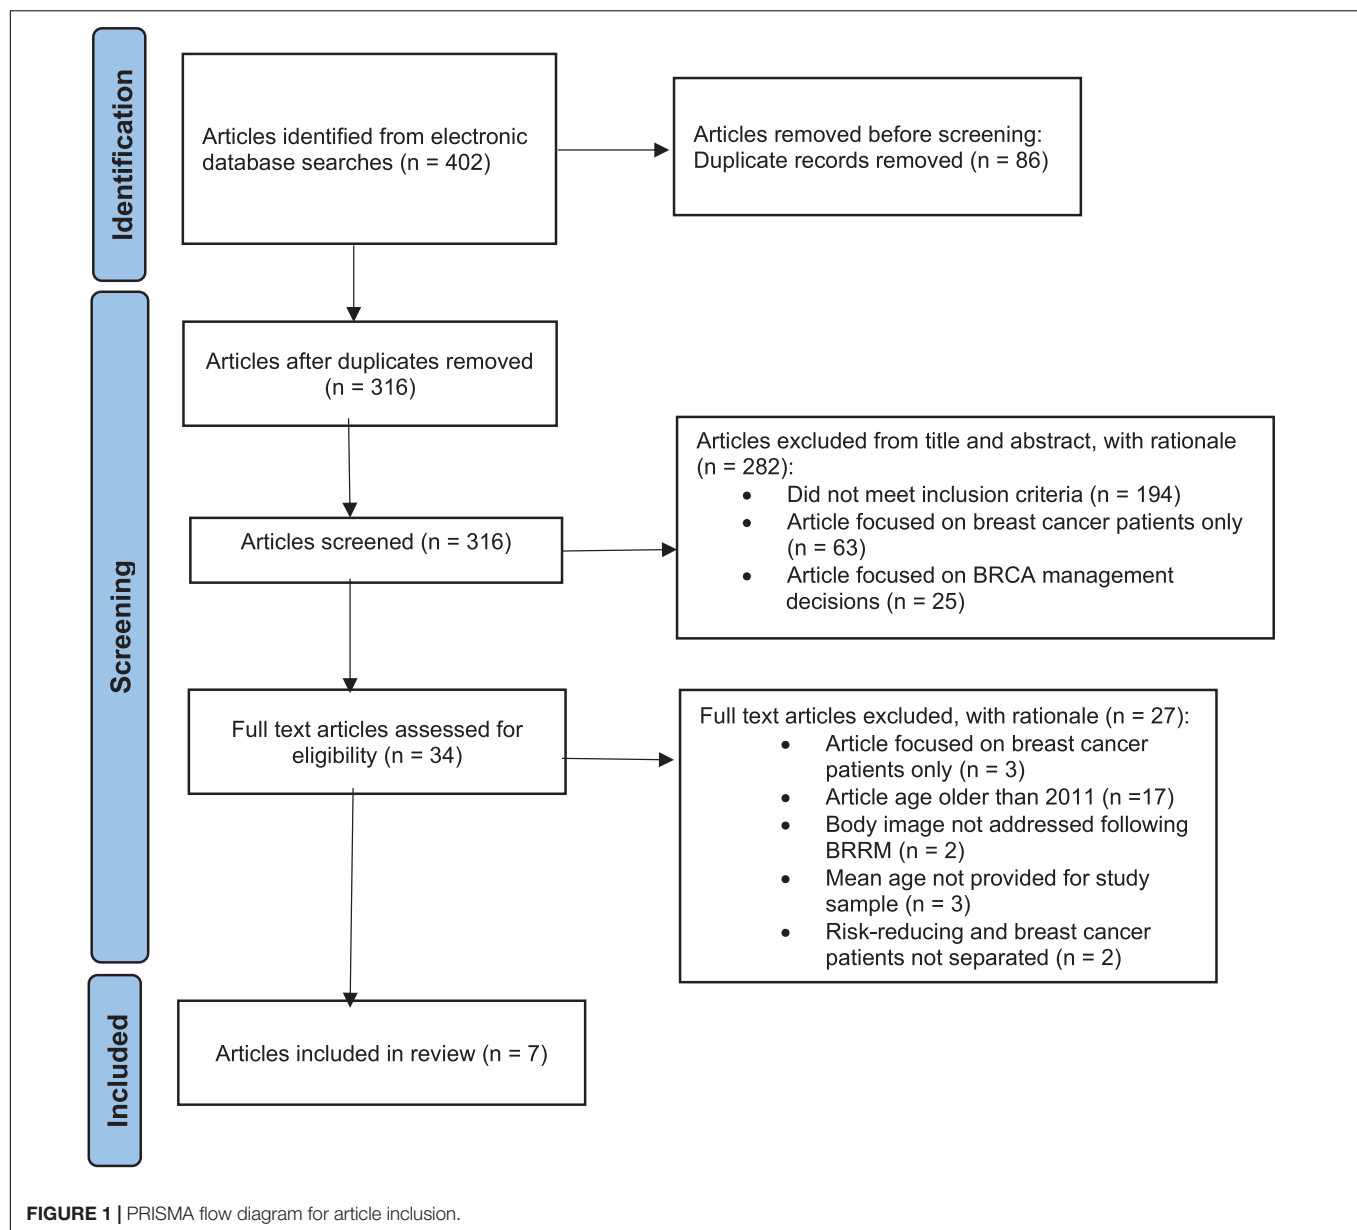 Identification
Articles identified from electronic
database searches (n = 402)
Articles removed before screening:
Duplicate records removed (n = 86)
Screening
Articles after duplicates removed
(n = 316)
Articles screened (n = 316)
Articles excluded from title and abstract, with rationale
(n = 282):
• Did not meet inclusion criteria (n = 194)
• Article focused on breast cancer patients only
(n = 63)
• Article focused on BRCA management
decisions (n = 25)
Full text articles assessed for
eligibility (n = 34)
Full text articles excluded, with rationale (n = 27):
• Article focused on breast cancer
patients only (n = 3)
• Article age older than 2011 (n =17)
• Body image not addressed following
BRRM (n = 2)
• Mean age not provided for study
sample (n = 3)
• Risk-reducing and breast cancer
patients not separated (n = 2)
Included
Articles included in review (n = 7)
FIGURE 1 | PRISMA flow diagram for article inclusion.